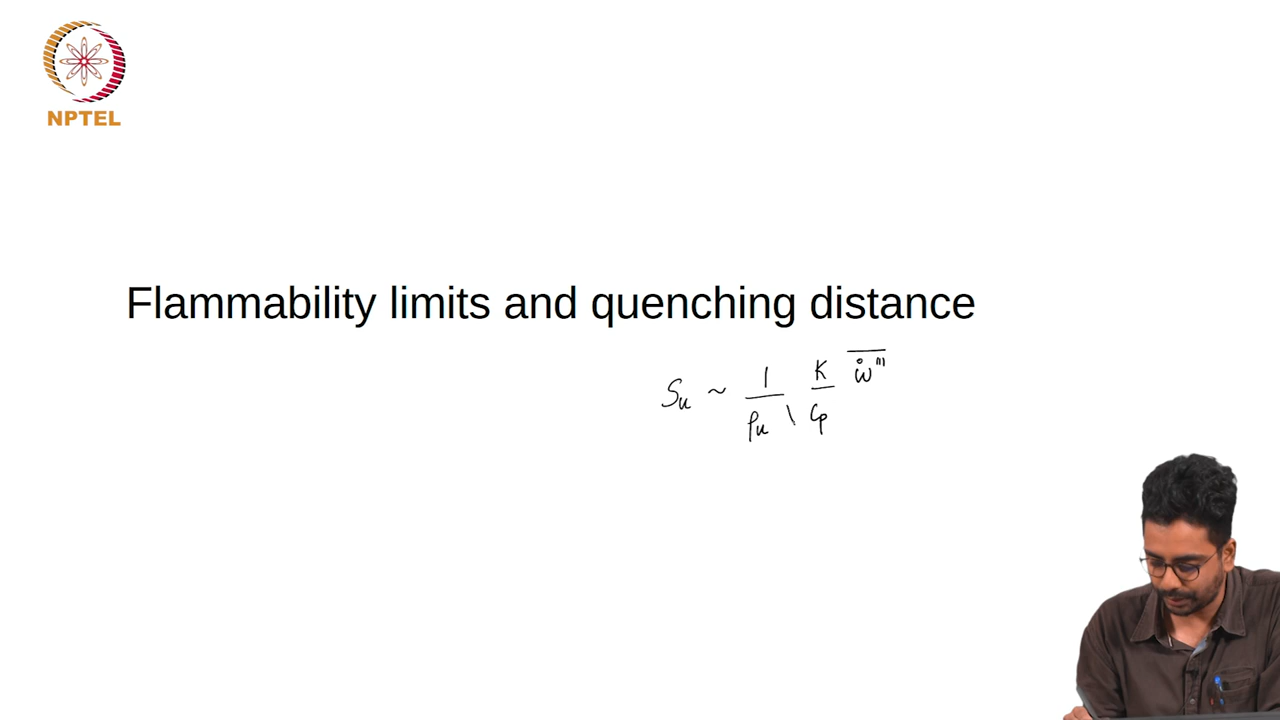 NPTEL
Flammability limits and quenching distance
Su ~ 1/ρu \ K/Cp ω̇'''